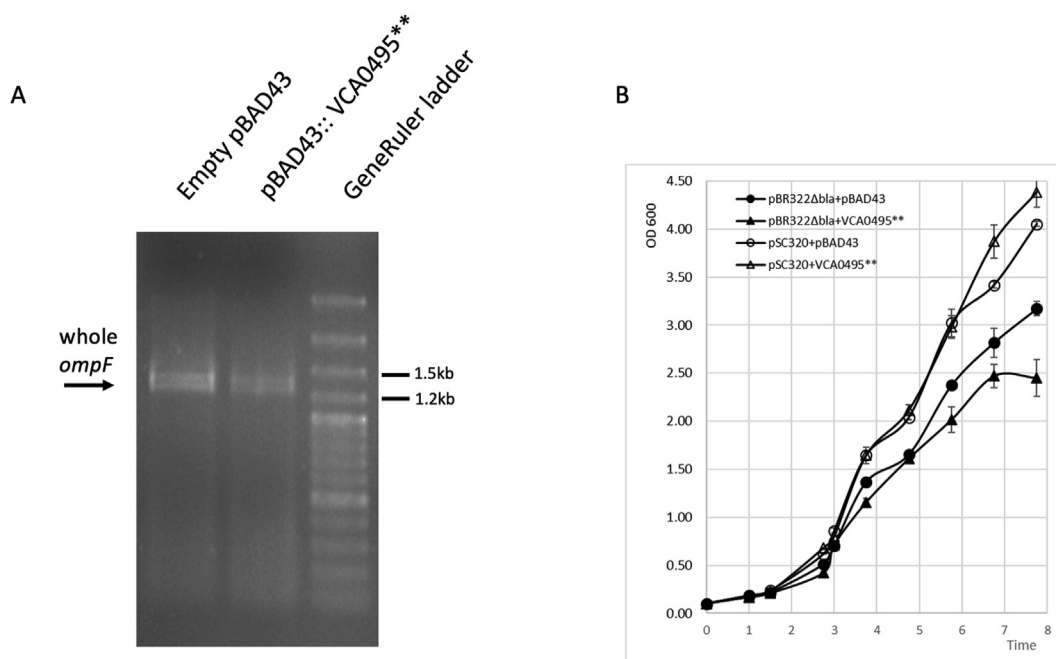 A
Empty pBAD43
pBAD43:: VCA0495**
GeneRuler ladder
whole
ompF
1.5kb
1.2kb
B
OD 600
4.50
4.00
3.50
3.00
2.50
2.00
1.50
1.00
0.50
0.00
pBR322Δbla+pBAD43
pBR322Δbla+VCA0495**
pSC320+pBAD43
pSC320+VCA0495**
0 1 2 3 4 5 6 7 8
Time